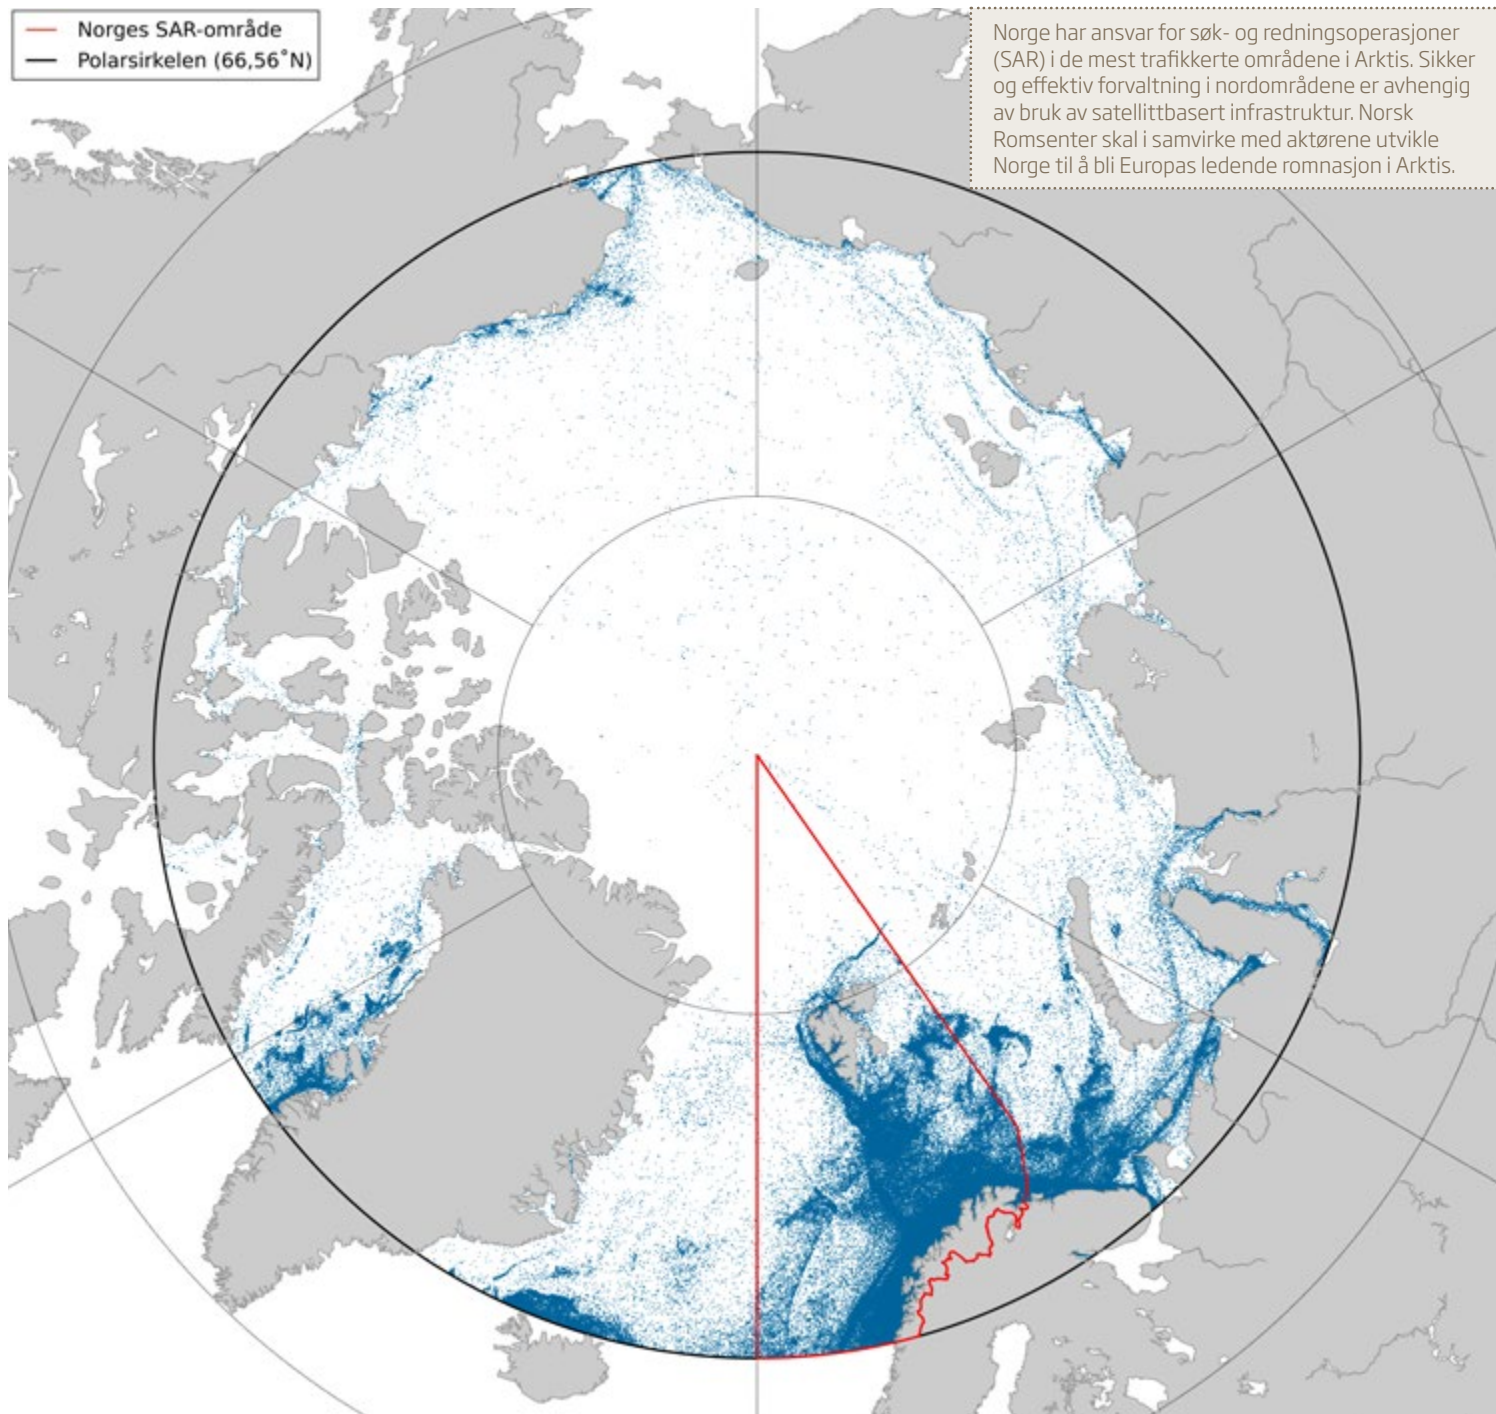 Norges SAR-område
Polarsirkelen (66,56°N)
Norge har ansvar for søk- og redningsoperasjoner
(SAR) i de mest trafikkerte områdene i Arktis. Sikker
og effektiv forvaltning i nordområdene er avhengig
av bruk av satellittbasert infrastruktur. Norsk
Romsenter skal i samvirke med aktørene utvikle
Norge til å bli Europas ledende romnasjon i Arktis.